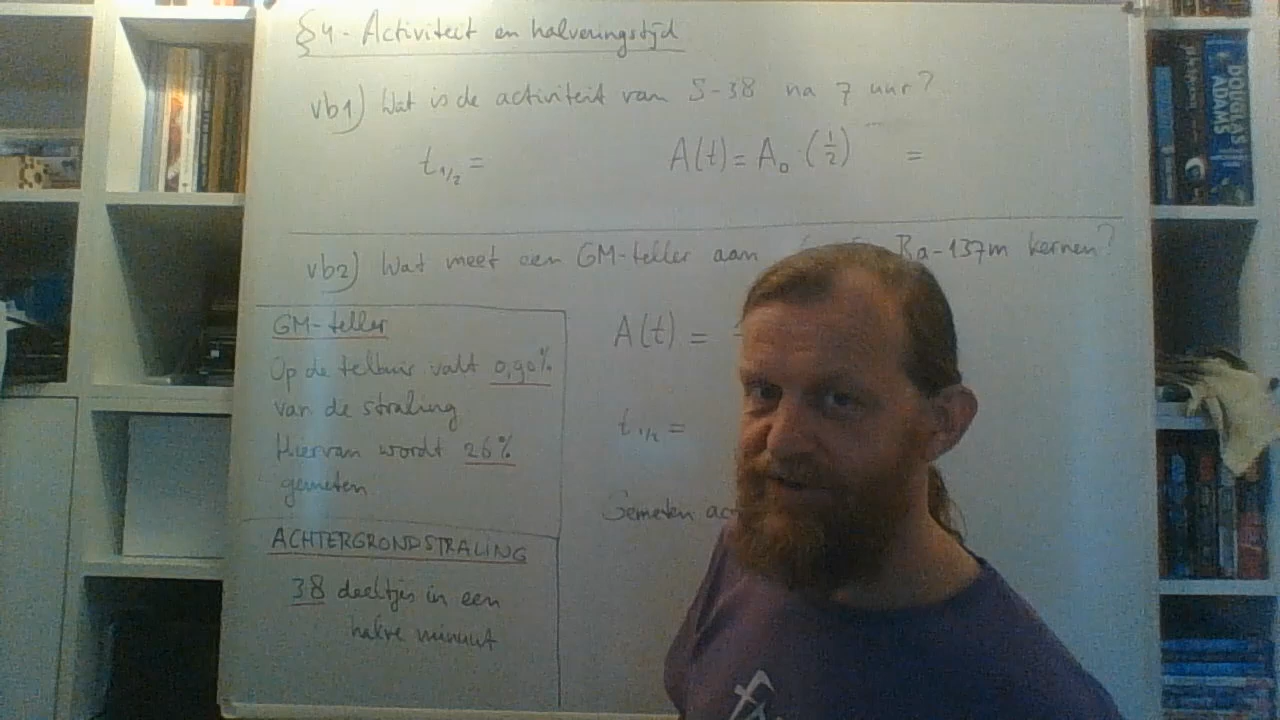 §4 - Activiteit en halveringstijd
vb1) Wat is de activiteit van S-38 na 7 uur?
t1/2 = A(t) = A0 · (1/2) =
vb2) Wat meet een GM-teller aan Ba-137m kernen?
GM-teller
Op de telbuis valt 0,90%
van de straling
Hiervan wordt 26%
gemeten
A(t) =
t1/2 =
Gemeten
ACHTERGRONDSTRALING
38 deeltjes in een
halve minuut
DOUGLAS
ADAMS